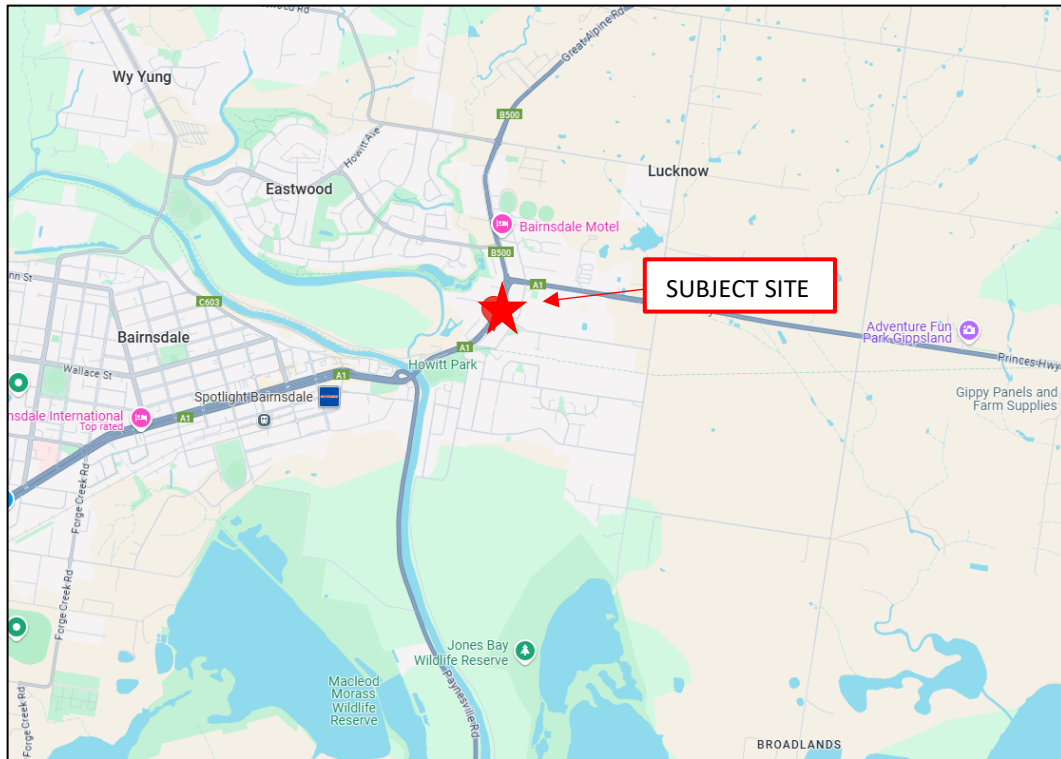 Great Alpine Rd
Wy Yung
B500
Howitt Ave
Lucknow
Eastwood
Bairnsdale Motel
B500
A1
SUBJECT SITE
C603
Bairnsdale
Adventure Fun
Park Gippsland
Princes Hwy
A1
Howitt Park
Wallace St
A1
Spotlight Bairnsdale
Gippy Panels and
Farm Supplies
nsdale International
Top rated
A1
Forge Creek Rd
Forge Creek Rd
Jones Bay
Wildlife Reserve
Macleod
Morass
Wildlife
Reserve
Paynesville Rd
BROADLANDS
Forge Creek Rd